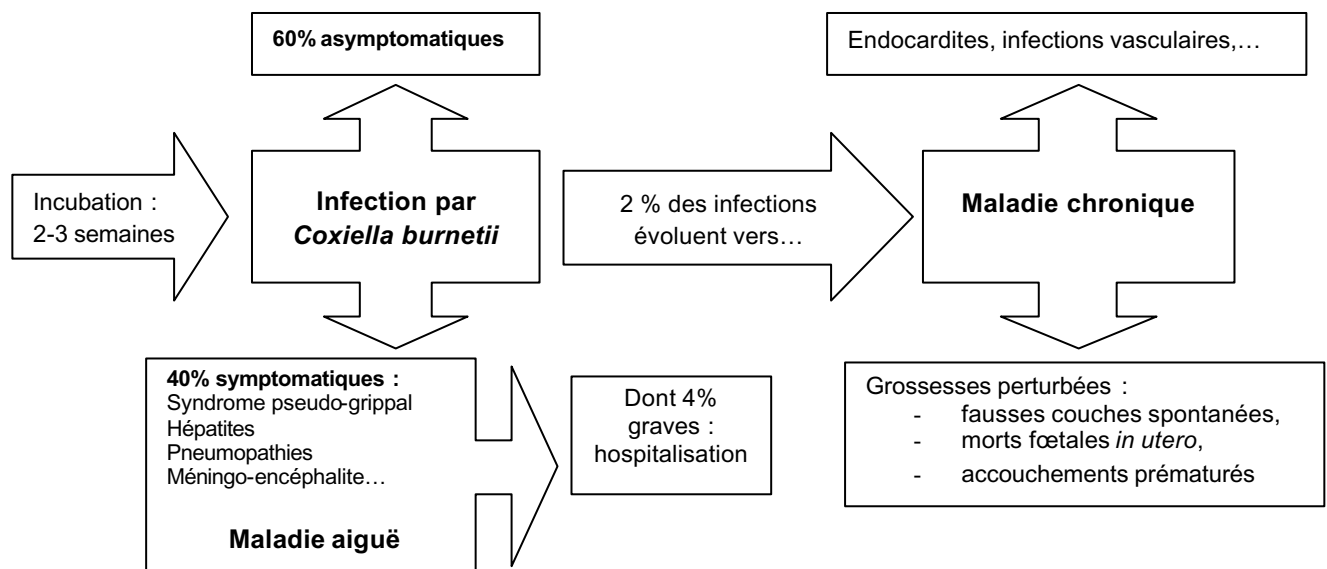 60% asymptomatiques
Endocardites, infections vasculaires,…
Incubation :
2-3 semaines
Infection par
Coxiella burnetii
2 % des infections
évoluent vers…
Maladie chronique
40% symptomatiques :
Syndrome pseudo-grippal
Hépatites
Pneumopathies
Méningo-encéphalite…
Maladie aiguë
Dont 4%
graves :
hospitalisation
Grossesses perturbées :
- fausses couches spontanées,
- morts fœtales in utero,
- accouchements prématurés